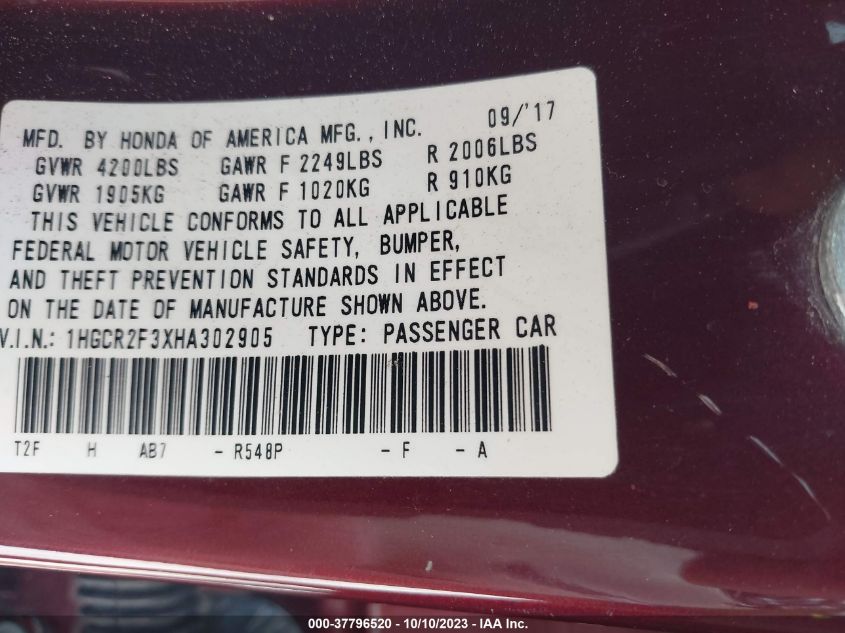 09/'17
MFD. BY HONDA OF AMERICA MFG., INC.
GVWR 4200LBS GAWR F 2249LBS R 2006LBS
GVWR 1905KG GAWR F 1020KG R 910KG
THIS VEHICLE CONFORMS TO ALL APPLICABLE
FEDERAL MOTOR VEHICLE SAFETY, BUMPER,
AND THEFT PREVENTION STANDARDS IN EFFECT
ON THE DATE OF MANUFACTURE SHOWN ABOVE.
V.I.N.: 1HGCR2F3XHA302905 TYPE: PASSENGER CAR
T2F H AB7 - R548P - F - A
000-37796520 - 10/10/2023 - IAA Inc.